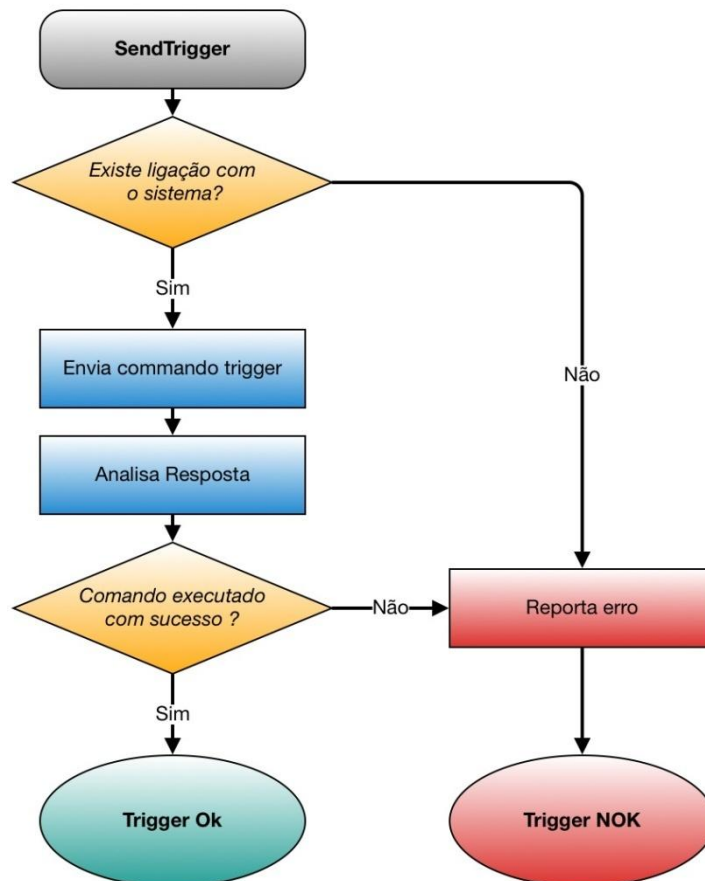 SendTrigger
Existe ligação com
o sistema?
Sim
Não
Envia commando trigger
Analisa Resposta
Comando executado
com sucesso ?
Não
Reporta erro
Sim
Trigger Ok
Trigger NOK